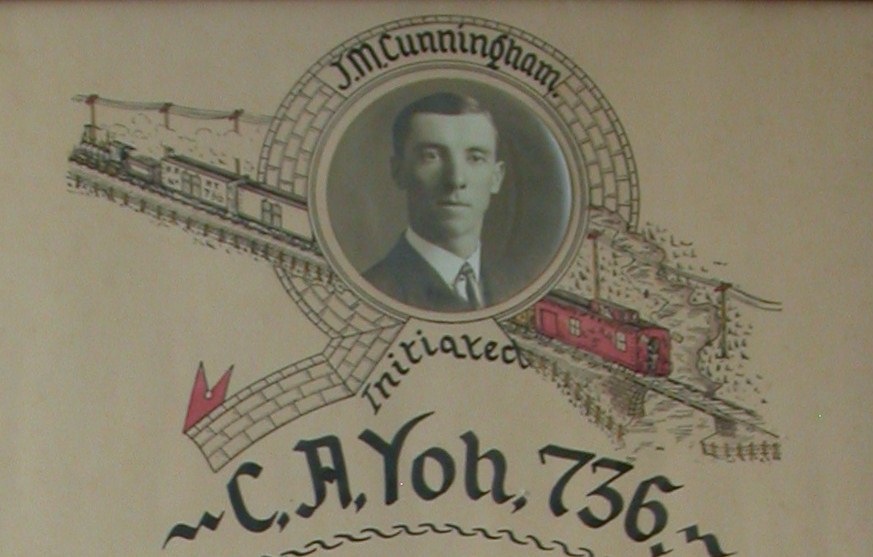 J.M. Cunningham.
Initiated
~C. A. Yoh, 736,~